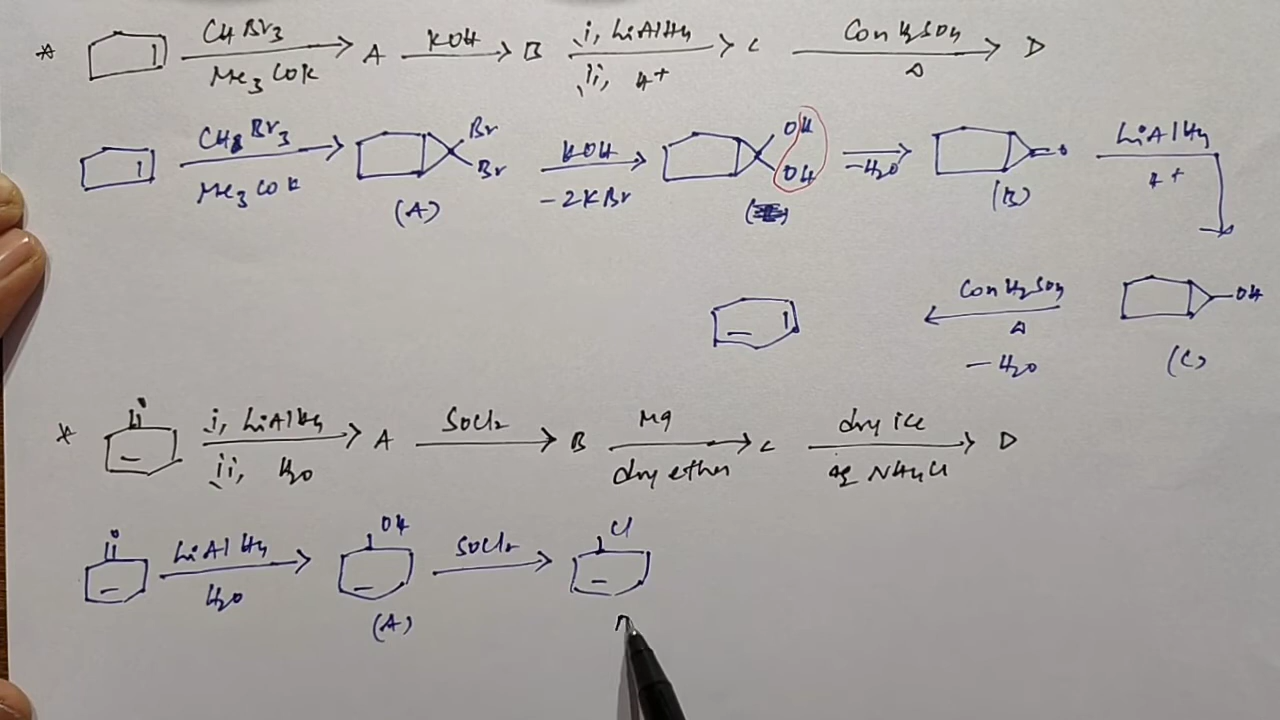 * CHBr3 A KOH B i, LiAlH4 C Con H2SO4 D
Me3COK ii, H+ Δ
CHBr3 Br KOH OH LiAlH4
Me3COK Br -2KBr OH -H2O =O H+
(A) (B)
Con H2SO4 OH
Δ
-H2O (C)
* O i, LiAlH4 A SOCl2 B Mg C dry ice D
ii, H2O dry ether aq NH4Cl
O LiAlH4 OH SOCl2 Cl
H2O
(A)